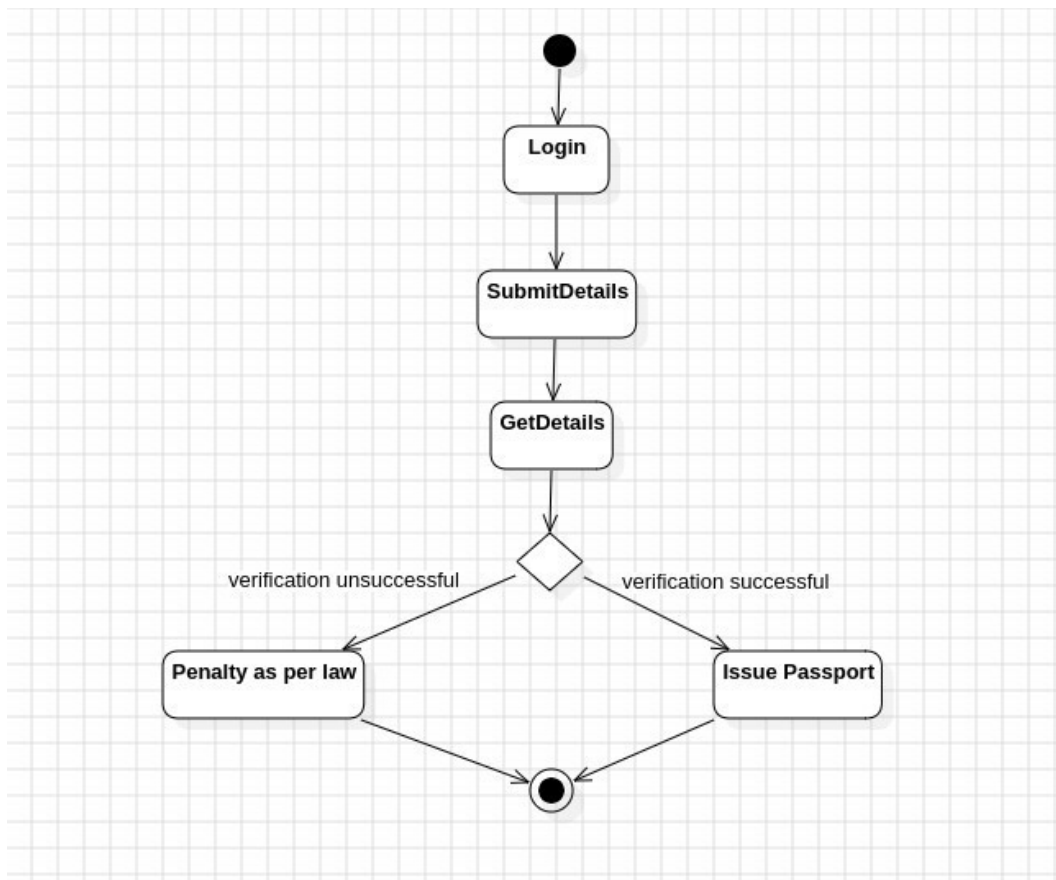 Login
SubmitDetails
GetDetails
verification unsuccessful
verification successful
Penalty as per law
Issue Passport